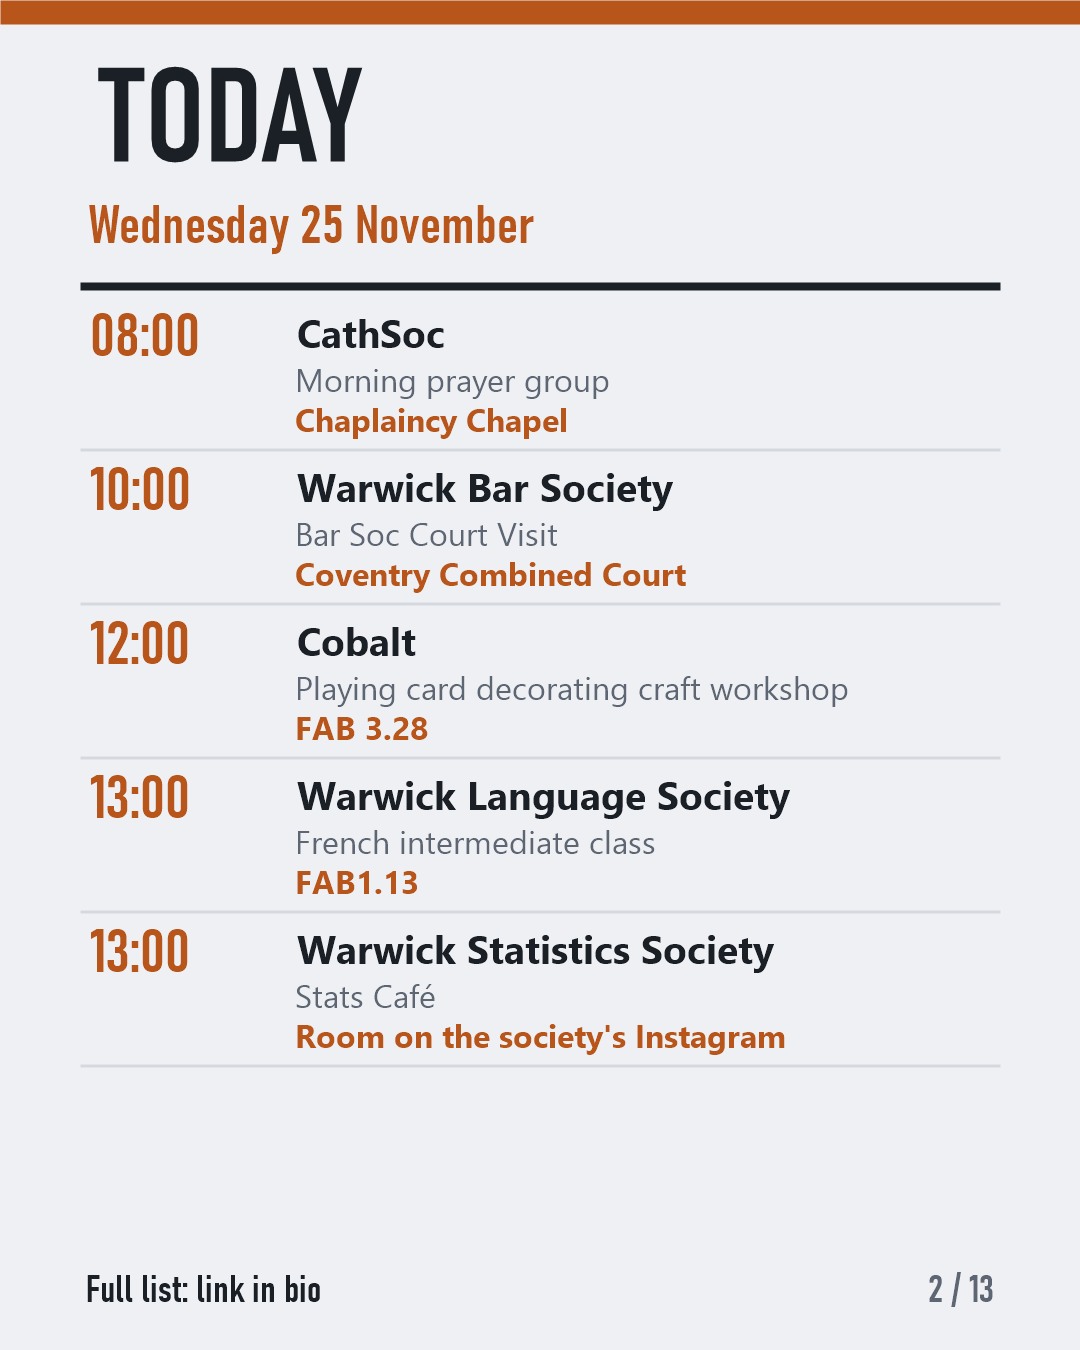 TODAY
Wednesday 25 November
08:00
CathSoc
Morning prayer group
Chaplaincy Chapel
10:00
Warwick Bar Society
Bar Soc Court Visit
Coventry Combined Court
12:00
Cobalt
Playing card decorating craft workshop
FAB 3.28
13:00
Warwick Language Society
French intermediate class
FAB1.13
13:00
Warwick Statistics Society
Stats Café
Room on the society's Instagram
Full list: link in bio
2 / 13